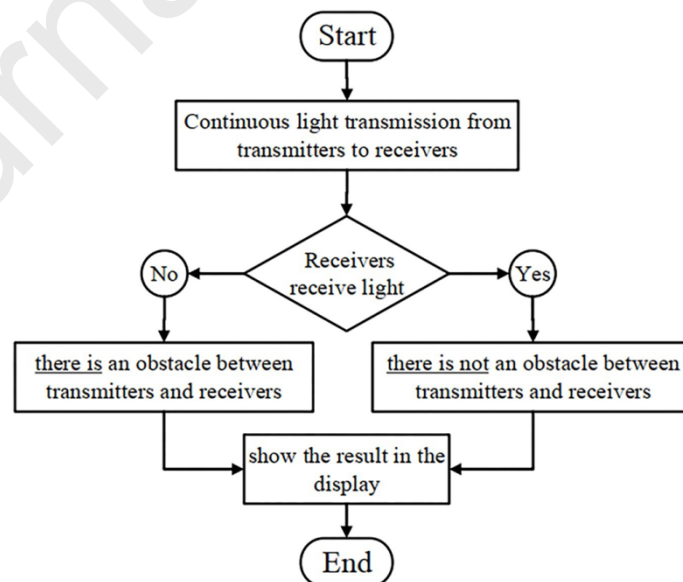 Start
Continuous light transmission from
transmitters to receivers
Receivers
receive light
No
Yes
there is an obstacle between
transmitters and receivers
there is not an obstacle between
transmitters and receivers
show the result in the
display
End